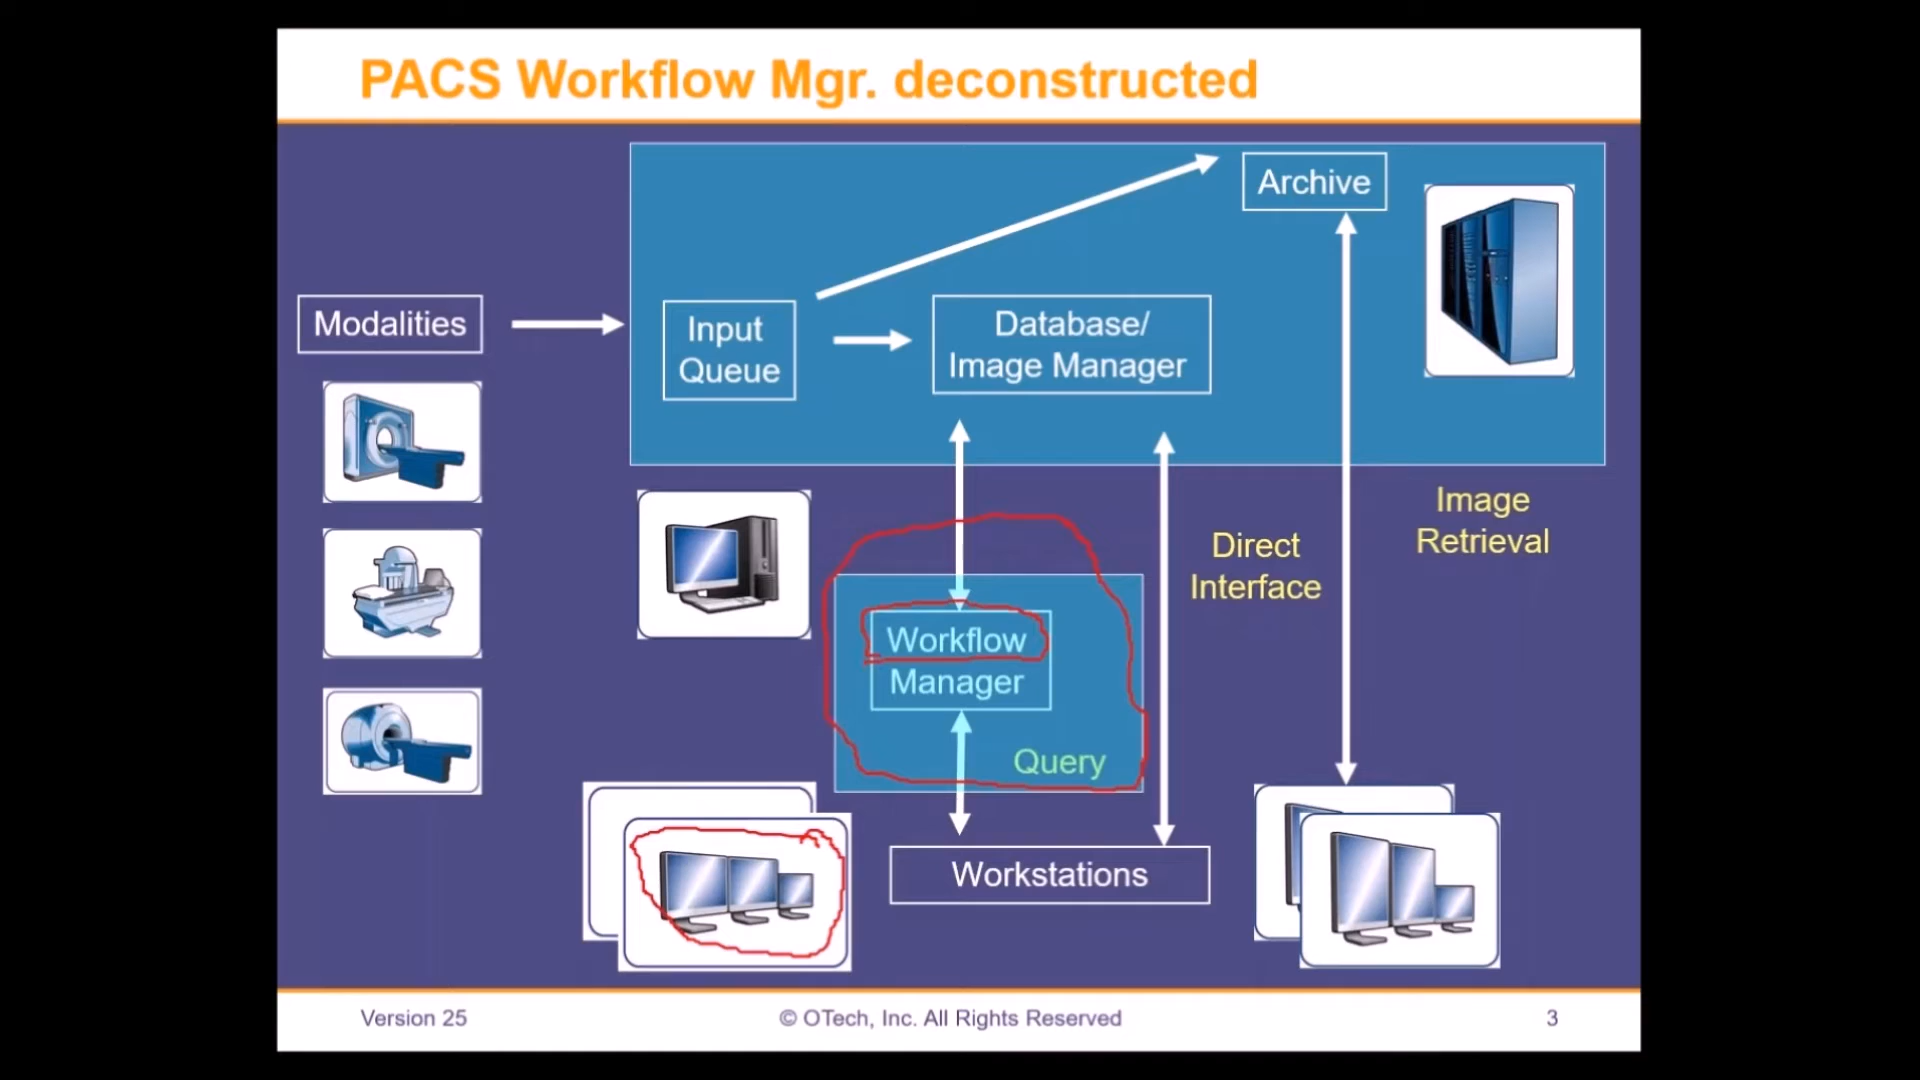 PACS Workflow Mgr. deconstructed
Archive
Modalities
Input
Queue
Database/
Image Manager
Image
Retrieval
Direct
Interface
Workflow
Manager
Query
Workstations
Version 25
© OTech, Inc. All Rights Reserved
3